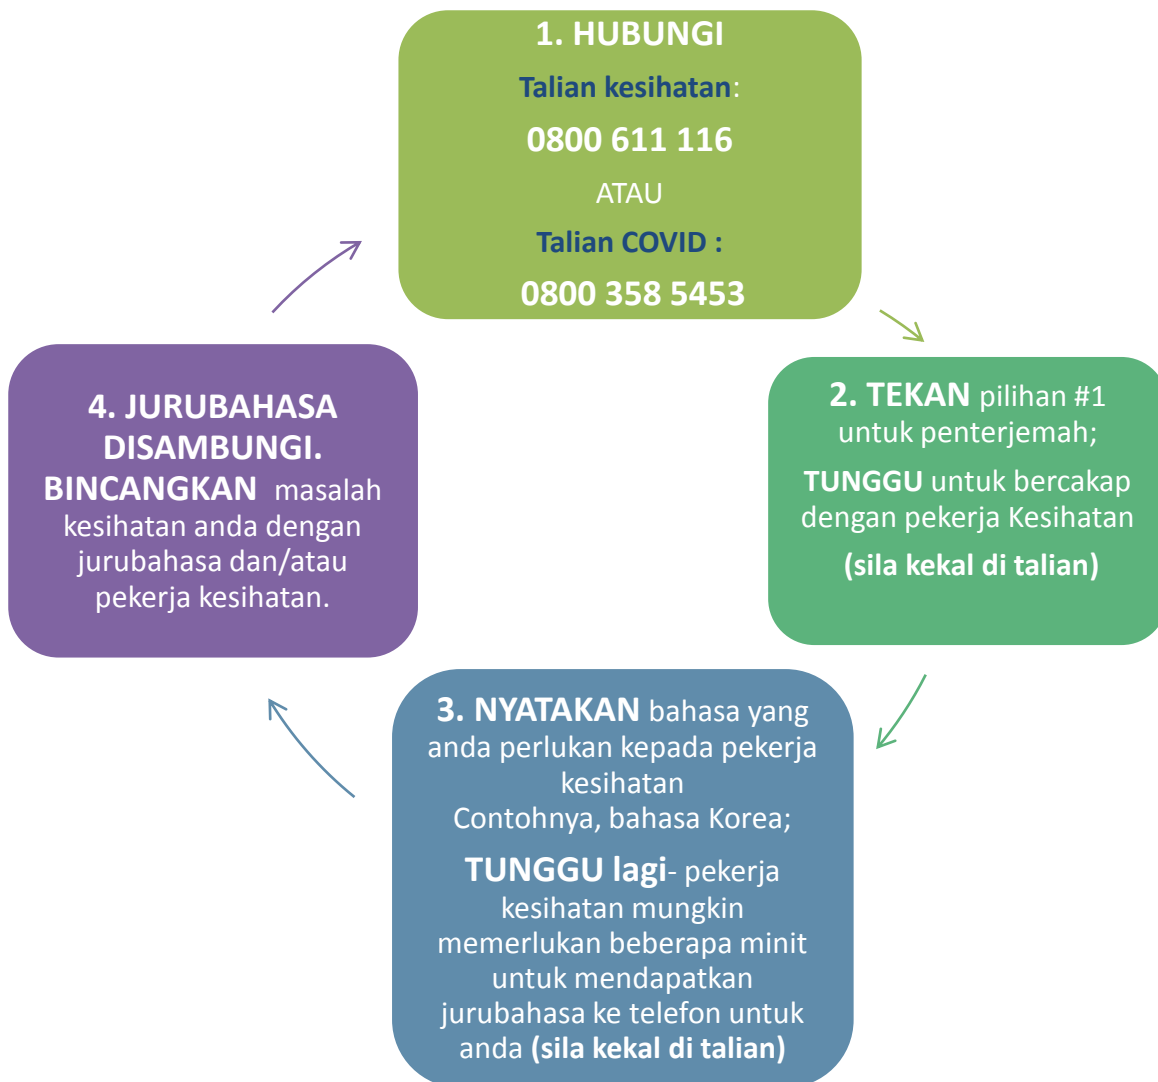 1. HUBUNGI
Talian kesihatan:
0800 611 116
ATAU
Talian COVID :
0800 358 5453
2. TEKAN pilihan #1
untuk penterjemah;
TUNGGU untuk bercakap
dengan pekerja Kesihatan
(sila kekal di talian)
3. NYATAKAN bahasa yang
anda perlukan kepada pekerja
kesihatan
Contohnya, bahasa Korea;
TUNGGU lagi- pekerja
kesihatan mungkin
memerlukan beberapa minit
untuk mendapatkan
jurubahasa ke telefon untuk
anda (sila kekal di talian)
4. JURUBAHASA
DISAMBUNGI.
BINCANGKAN masalah
kesihatan anda dengan
jurubahasa dan/atau
pekerja kesihatan.